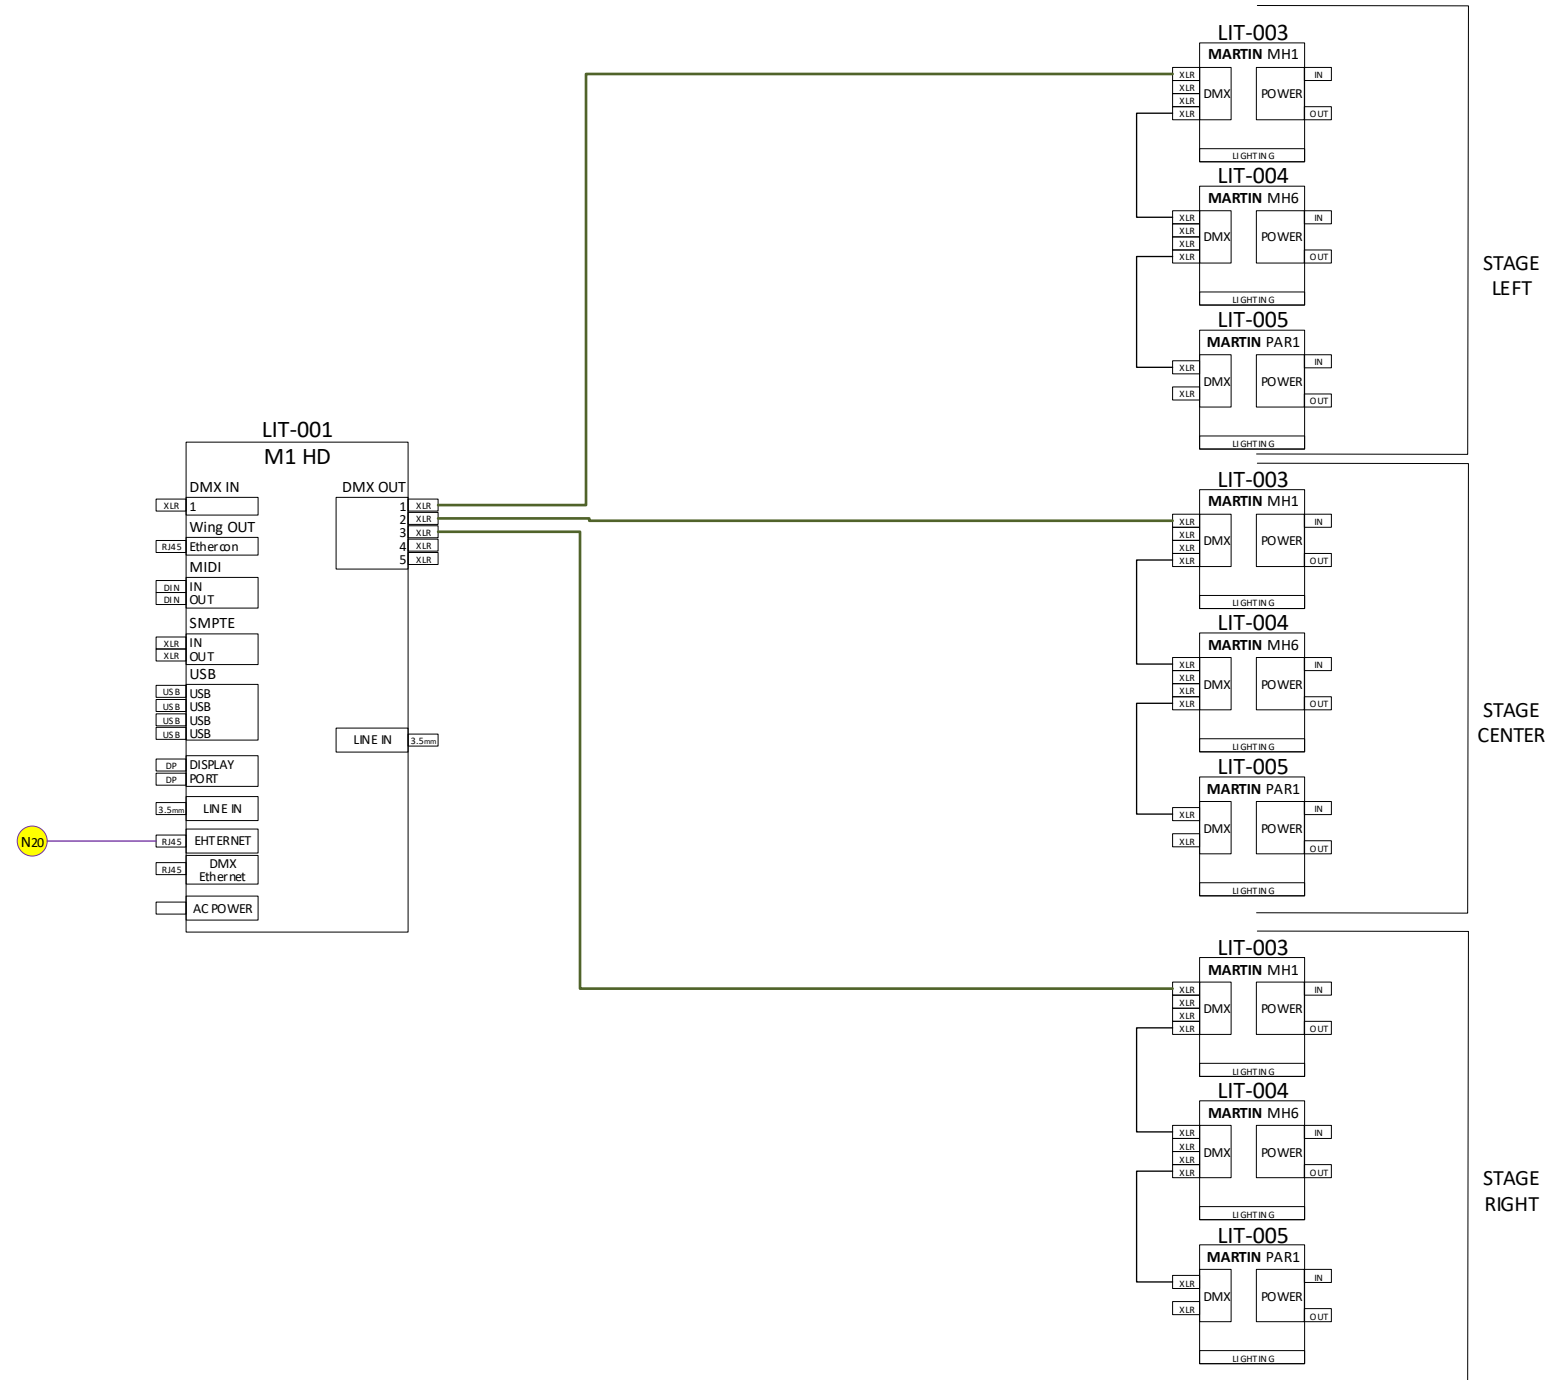 LIT-001
M1 HD
DMX IN
XLR 1
Wing OUT
RJ45 Ethercon
MIDI
DIN IN
DIN OUT
SMPTE
XLR IN
XLR OUT
USB
USB USB
USB USB
USB USB
USB USB
DP DISPLAY
DP PORT
3.5mm LINE IN
N20 RJ45 EHTERNET
RJ45 DMX
Ethernet
AC POWER
DMX OUT
1 XLR
2 XLR
3 XLR
4 XLR
5 XLR
LINE IN 3.5mm
LIT-003
MARTIN MH1
XLR IN
XLR
DMX POWER
XLR
XLR OUT
LIGHTING
LIT-004
MARTIN MH6
XLR IN
XLR
DMX POWER
XLR
XLR OUT
LIGHTING
LIT-005
MARTIN PAR1
XLR IN
DMX POWER
XLR OUT
LIGHTING
STAGE
LEFT
LIT-003
MARTIN MH1
XLR IN
XLR
DMX POWER
XLR
XLR OUT
LIGHTING
LIT-004
MARTIN MH6
XLR IN
XLR
DMX POWER
XLR
XLR OUT
LIGHTING
LIT-005
MARTIN PAR1
XLR IN
DMX POWER
XLR OUT
LIGHTING
STAGE
CENTER
LIT-003
MARTIN MH1
XLR IN
XLR
DMX POWER
XLR
XLR OUT
LIGHTING
LIT-004
MARTIN MH6
XLR IN
XLR
DMX POWER
XLR
XLR OUT
LIGHTING
LIT-005
MARTIN PAR1
XLR IN
DMX POWER
XLR OUT
LIGHTING
STAGE
RIGHT